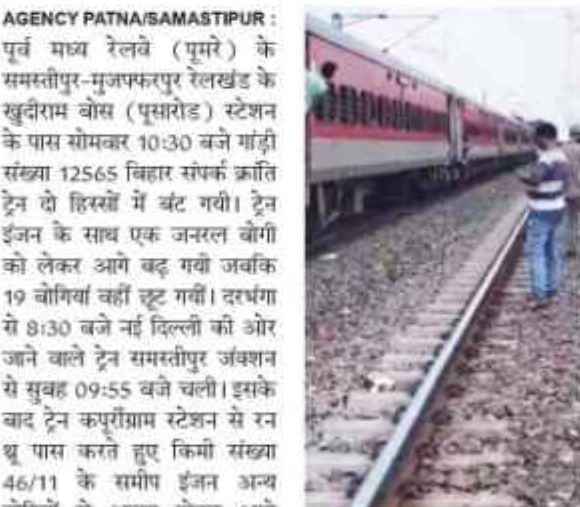 AGENCY PATNA/SAMASTIPUR :
पूर्व मध्य रेलवे (पूमरे) के
समस्तीपुर-मुजफ्फरपुर रेलखंड के
खुदीराम बोस (पूसारोड) स्टेशन
के पास सोमवार 10:30 बजे गांड़ी
संख्या 12565 बिहार संपर्क क्रांति
ट्रेन दो हिस्सों में बंट गयी। ट्रेन
इंजन के साथ एक जनरल बोगी
को लेकर आगे बढ़ गयी जबकि
19 बोगियां वहीं छूट गयीं। दरभंगा
से 8:30 बजे नई दिल्ली की ओर
जाने वाले ट्रेन समस्तीपुर जंक्शन
से सुबह 09:55 बजे चली। इसके
बाद ट्रेन कपूर्रीग्राम स्टेशन से रन
थ्रू पास करते हुए किमी संख्या
46/11 के समीप इंजन अन्य